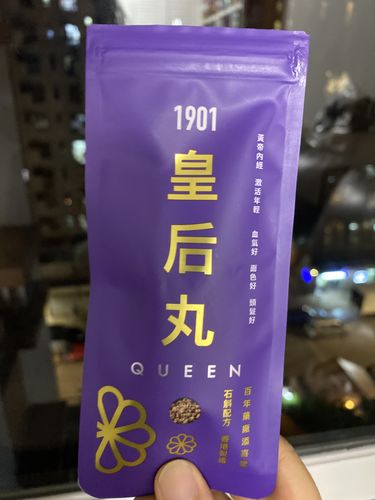 1901
皇后丸
QUEEN
黃帝內經 激活年輕 血氣好 面色好 頭髮好
百年藥廠添喜堂
石斛配方 香港製造